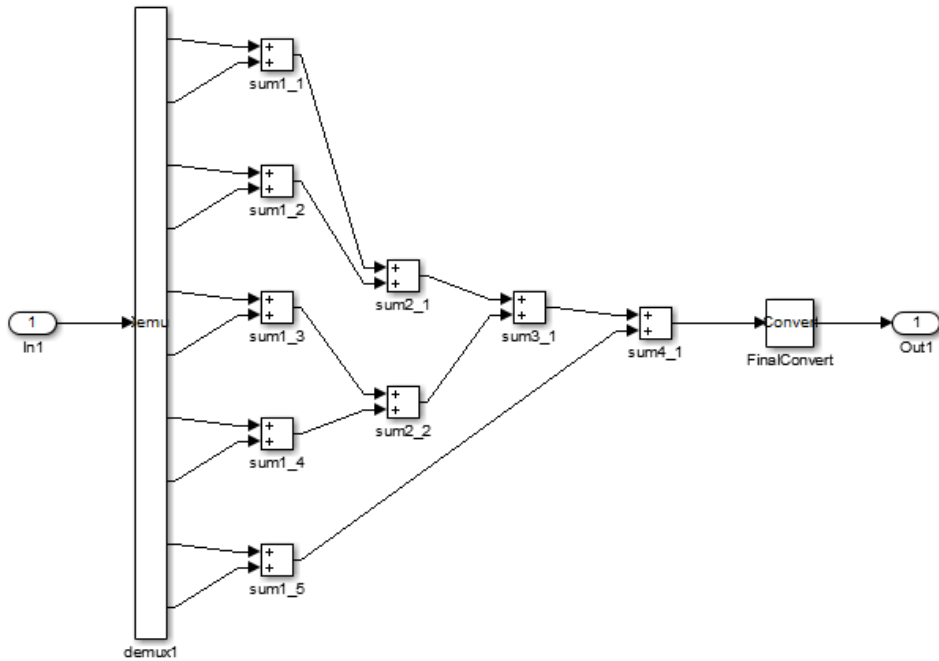 +
+
sum1_1
+
+
sum1_2
+
+
sum2_1
1
In1
Demu
+
+
sum1_3
+
+
sum3_1
+
+
sum4_1
Convert
FinalConvert
1
Out1
+
+
sum2_2
+
+
sum1_4
+
+
sum1_5
demux1